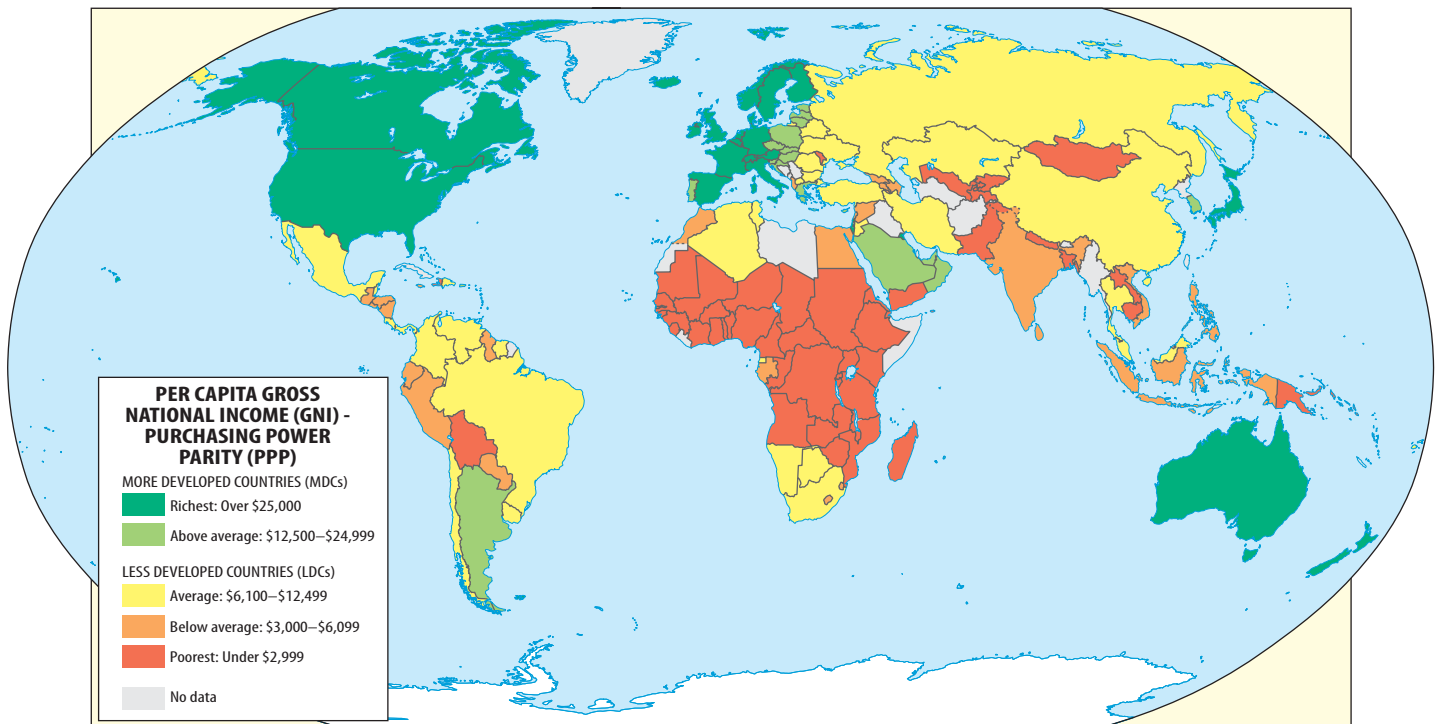 PER CAPITA GROSS
NATIONAL INCOME (GNI) -
PURCHASING POWER
PARITY (PPP)
MORE DEVELOPED COUNTRIES (MDCs)
Richest: Over $25,000
Above average: $12,500–$24,999
LESS DEVELOPED COUNTRIES (LDCs)
Average: $6,100–$12,499
Below average: $3,000–$6,099
Poorest: Under $2,999
No data